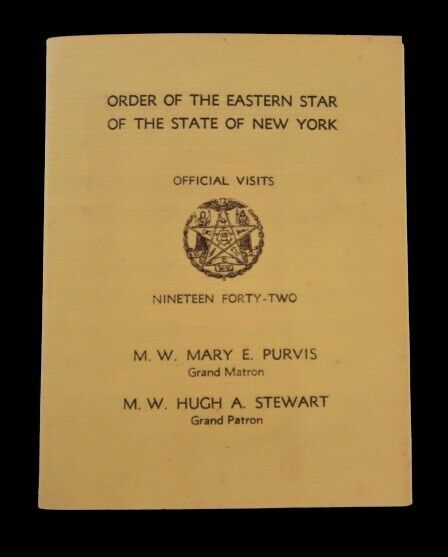 ORDER OF THE EASTERN STAR
OF THE STATE OF NEW YORK
OFFICIAL VISITS
NINETEEN FORTY-TWO
M. W. MARY E. PURVIS
Grand Matron
M. W. HUGH A. STEWART
Grand Patron